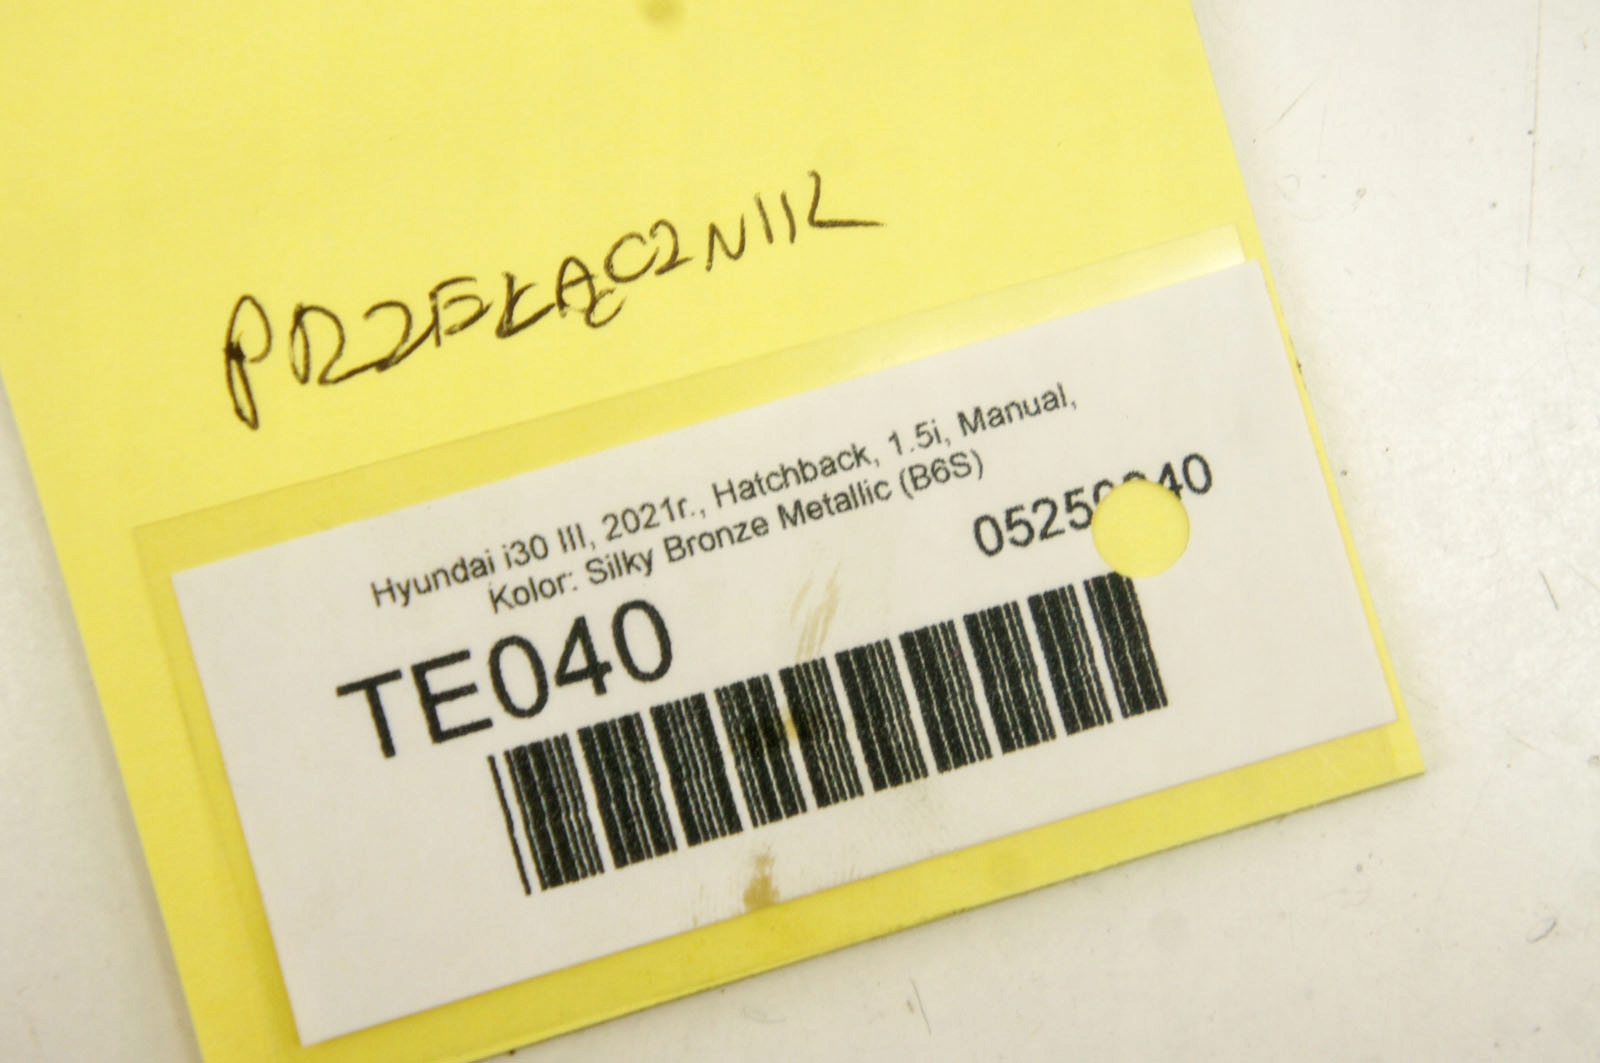 PRZEŁĄCZNIK
Hyundai i30 III, 2021r., Hatchback, 1.5i, Manual,
Kolor: Silky Bronze Metallic (B6S)
TE040